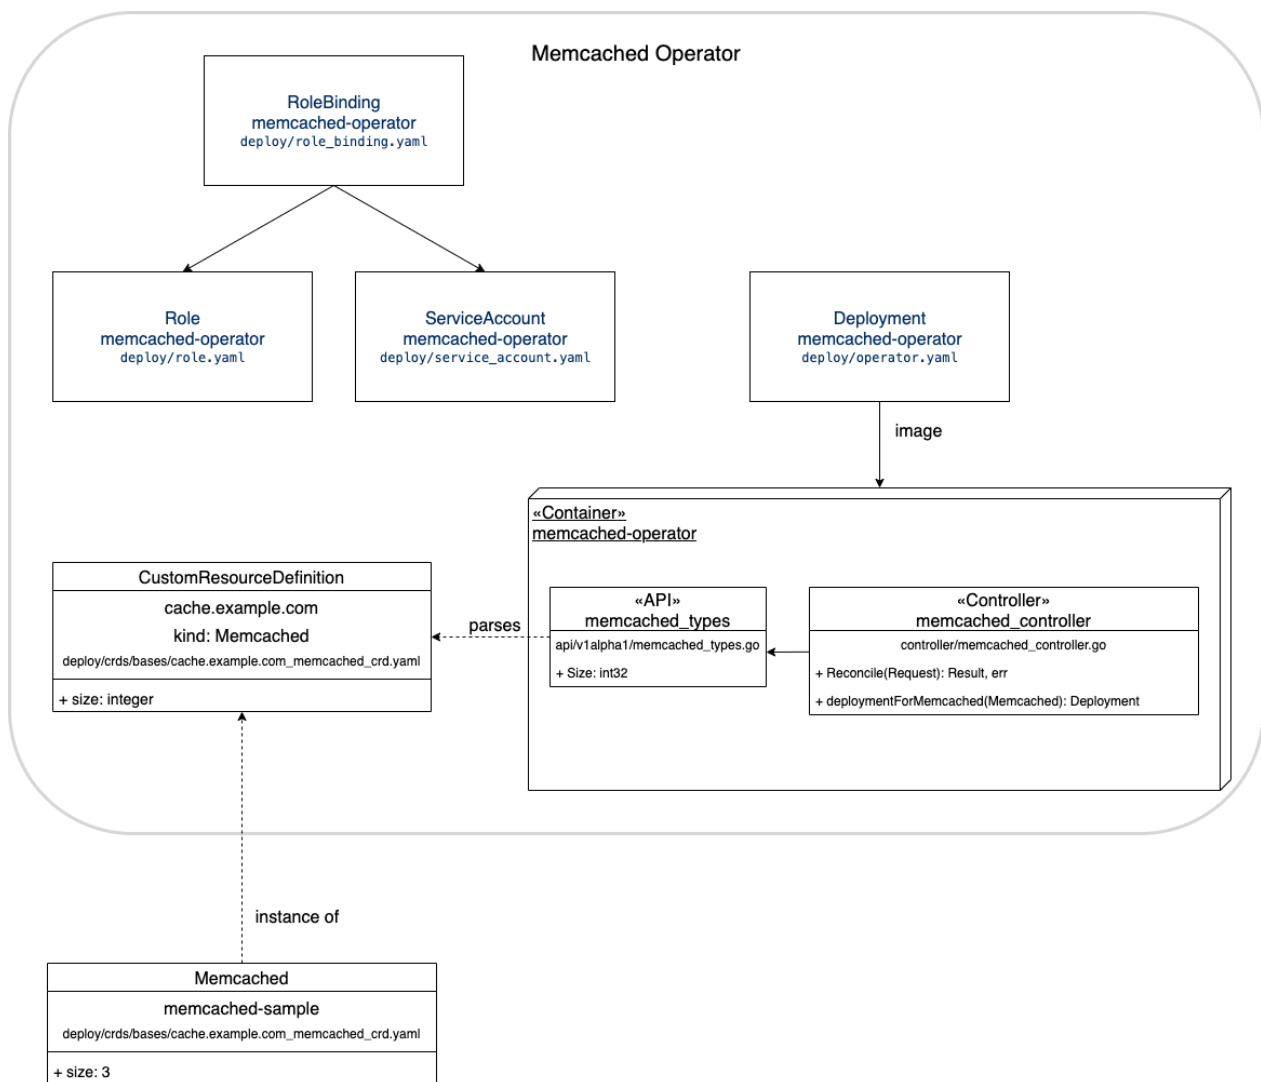 Memcached Operator
RoleBinding
memcached-operator
deploy/role_binding.yaml
Role
memcached-operator
deploy/role.yaml
ServiceAccount
memcached-operator
deploy/service_account.yaml
Deployment
memcached-operator
deploy/operator.yaml
image
«Container»
memcached-operator
CustomResourceDefinition
cache.example.com
kind: Memcached
deploy/crds/bases/cache.example.com_memcached_crd.yaml
+ size: integer
parses
«API»
memcached_types
api/v1alpha1/memcached_types.go
+ Size: int32
«Controller»
memcached_controller
controller/memcached_controller.go
+ Reconcile(Request): Result, err
+ deploymentForMemcached(Memcached): Deployment
instance of
Memcached
memcached-sample
deploy/crds/bases/cache.example.com_memcached_crd.yaml
+ size: 3